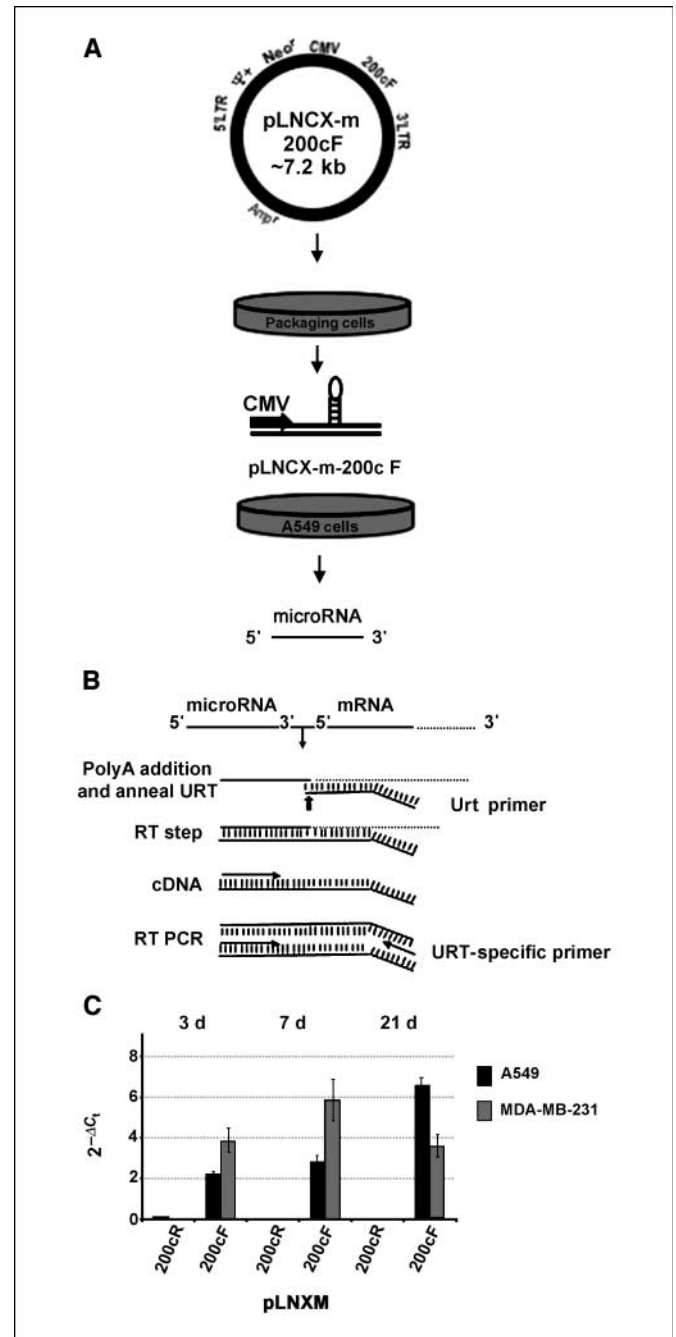 A
5'LTR Ψ+ Neoʳ CMV 200cF 3'LTR
pLNCX-m
200cF
~7.2 kb
Ampʳ
Packaging cells
CMV
pLNCX-m-200c F
A549 cells
microRNA
5' 3'
B
microRNA mRNA
5' 3' 5' 3'
PolyA addition
and anneal URT
Urt primer
RT step
cDNA
RT PCR
URT-specific primer
C
3 d 7 d 21 d
8
6
4
2
0
2⁻ΔCₜ
A549
MDA-MB-231
200cR 200cF 200cR 200cF 200cR 200cF
pLNXM